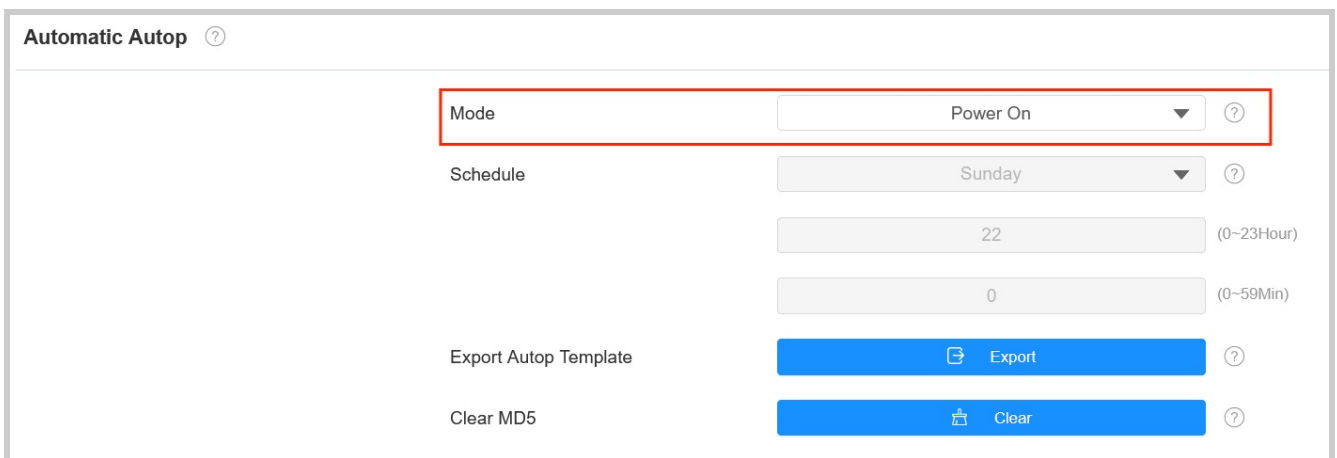 Automatic Autop ?
Mode Power On ?
Schedule Sunday ?
22 (0~23Hour)
0 (0~59Min)
Export Autop Template Export ?
Clear MD5 Clear ?